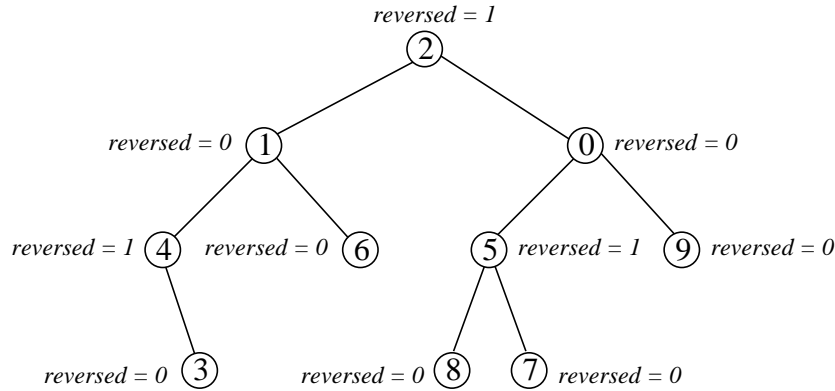 reversed = 1
2
reversed = 0 1 0 reversed = 0
reversed = 1 4 reversed = 0 6 5 reversed = 1 9 reversed = 0
reversed = 0 3 reversed = 0 8 7 reversed = 0